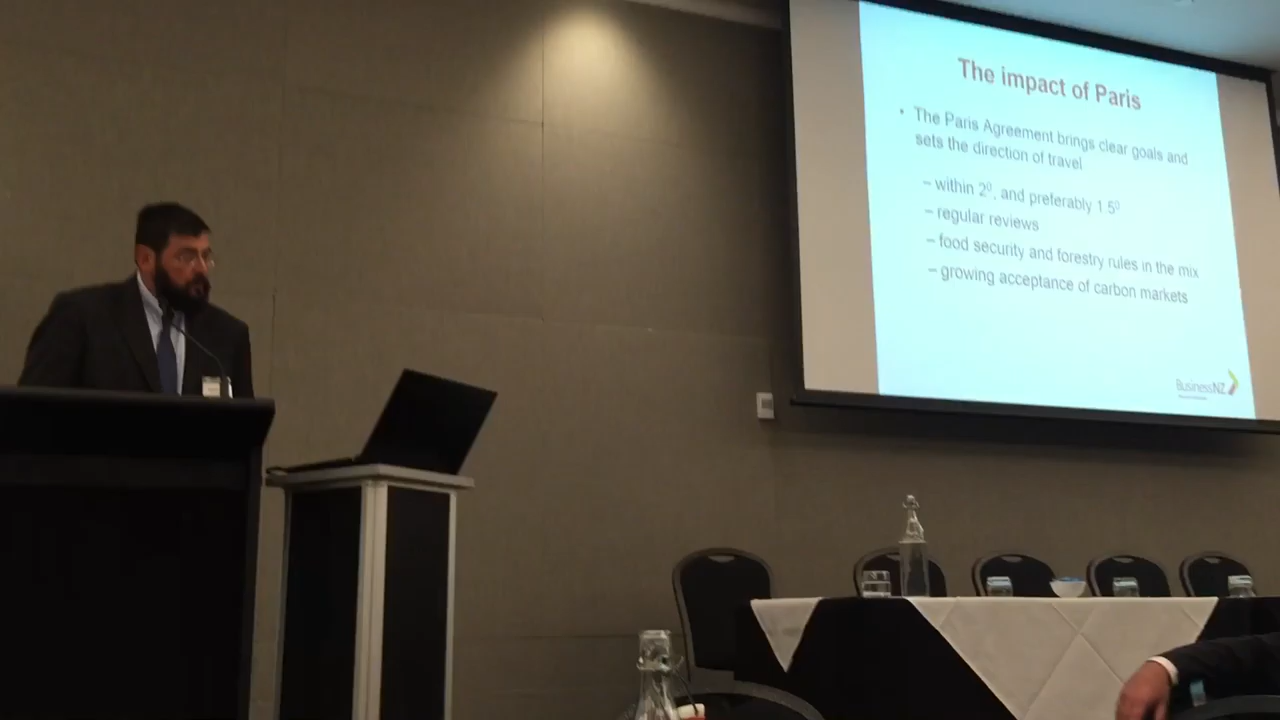 The impact of Paris
• The Paris Agreement brings clear goals and
sets the direction of travel
– within 2⁰, and preferably 1.5⁰
– regular reviews
– food security and forestry rules in the mix
– growing acceptance of carbon markets
BusinessNZ